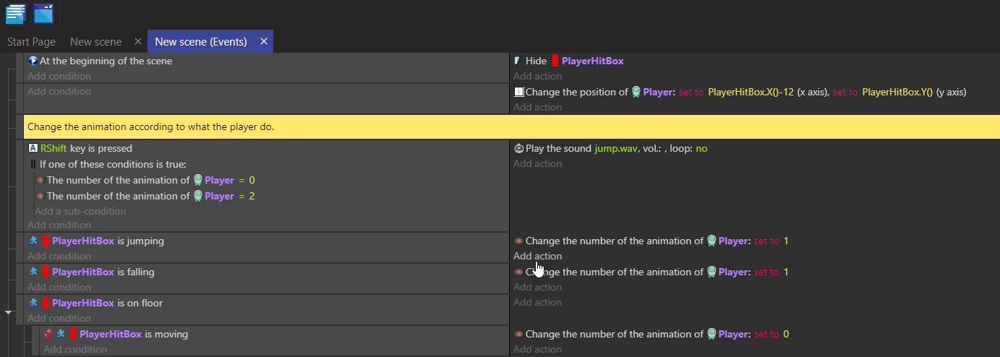 Start Page New scene New scene (Events)
At the beginning of the scene Hide PlayerHitBox
Add condition Add action
Add condition Change the position of Player: set to PlayerHitBox.X()-12 (x axis), set to PlayerHitBox.Y() (y axis)
Add action
Change the animation according to what the player do.
RShift key is pressed Play the sound jump.wav, vol.: , loop: no
If one of these conditions is true: Add action
The number of the animation of Player = 0
The number of the animation of Player = 2
Add a sub-condition
Add condition
PlayerHitBox is jumping Change the number of the animation of Player: set to 1
Add condition Add action
PlayerHitBox is falling Change the number of the animation of Player: set to 1
Add condition Add action
PlayerHitBox is on floor Add action
Add condition
PlayerHitBox is moving Change the number of the animation of Player: set to 0
Add condition Add action